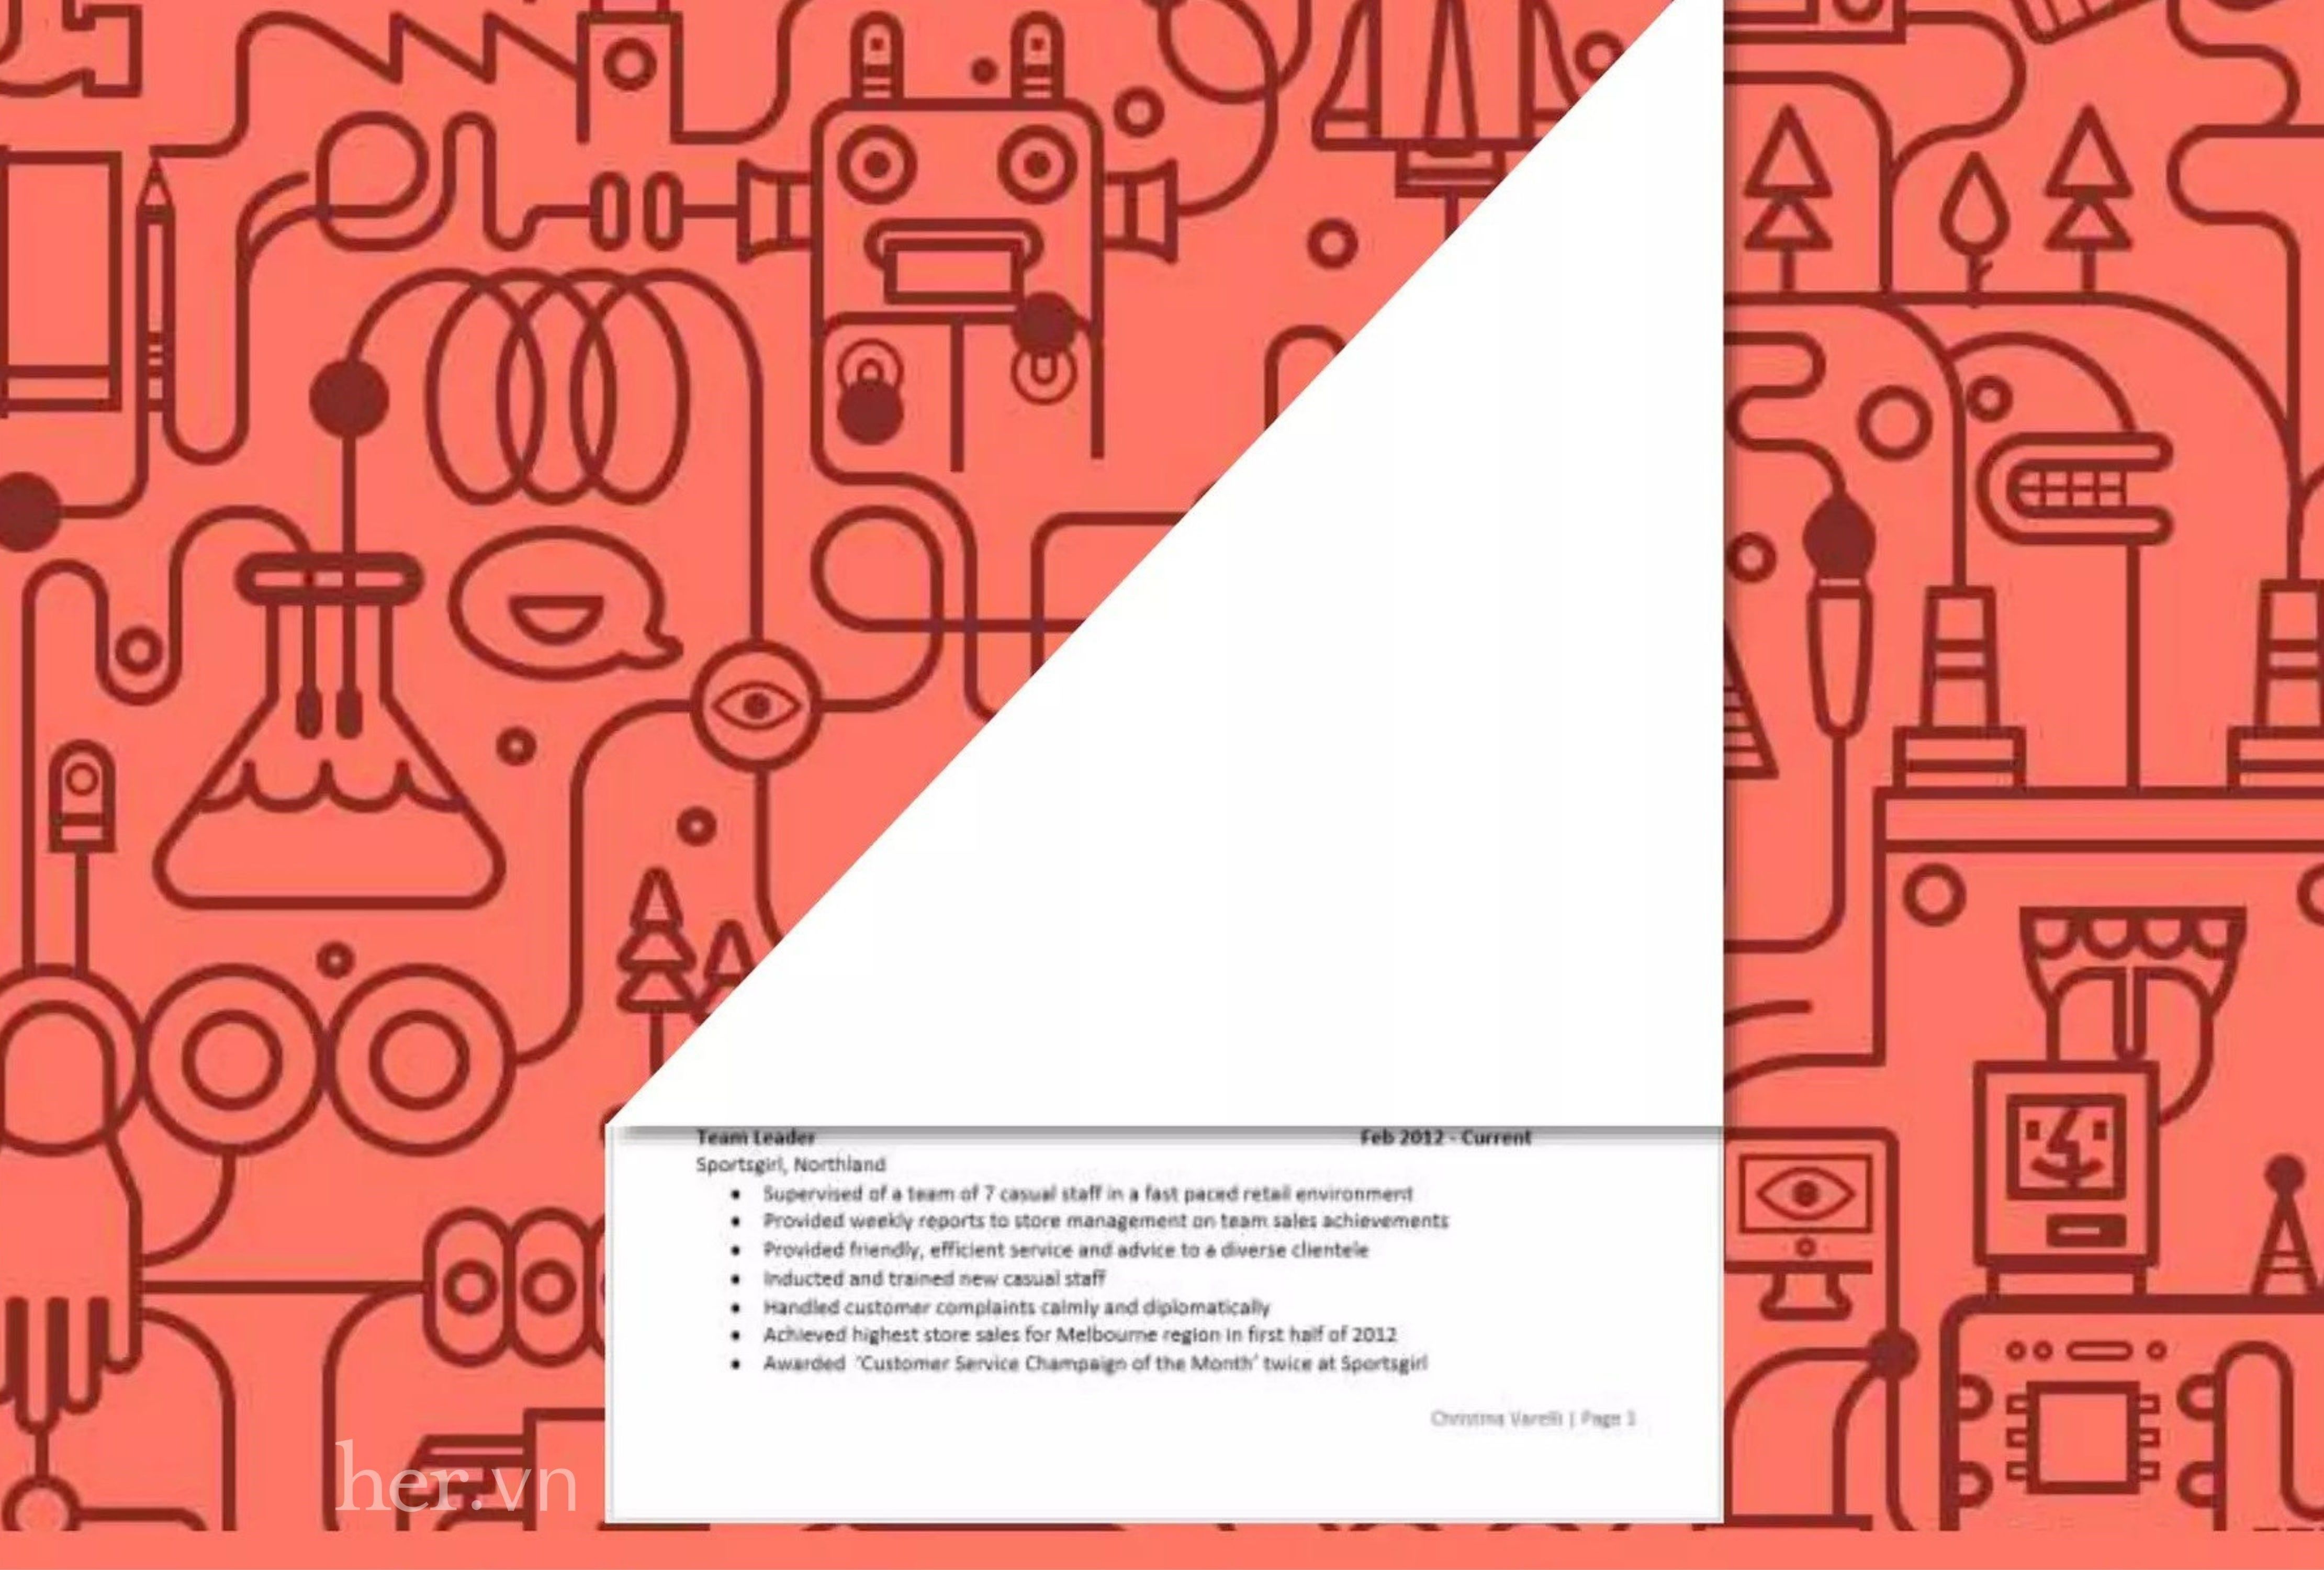 Team Leader Feb 2012 - Current
Sportsgirl, Northland
• Supervised of a team of 7 casual staff in a fast paced retail environment
• Provided weekly reports to store management on team sales achievements
• Provided friendly, efficient service and advice to a diverse clientele
• Inducted and trained new casual staff
• Handled customer complaints calmly and diplomatically
• Achieved highest store sales for Melbourne region in first half of 2012
• Awarded 'Customer Service Champaign of the Month' twice at Sportsgirl
Christina Varelli | Page 1
her.vn